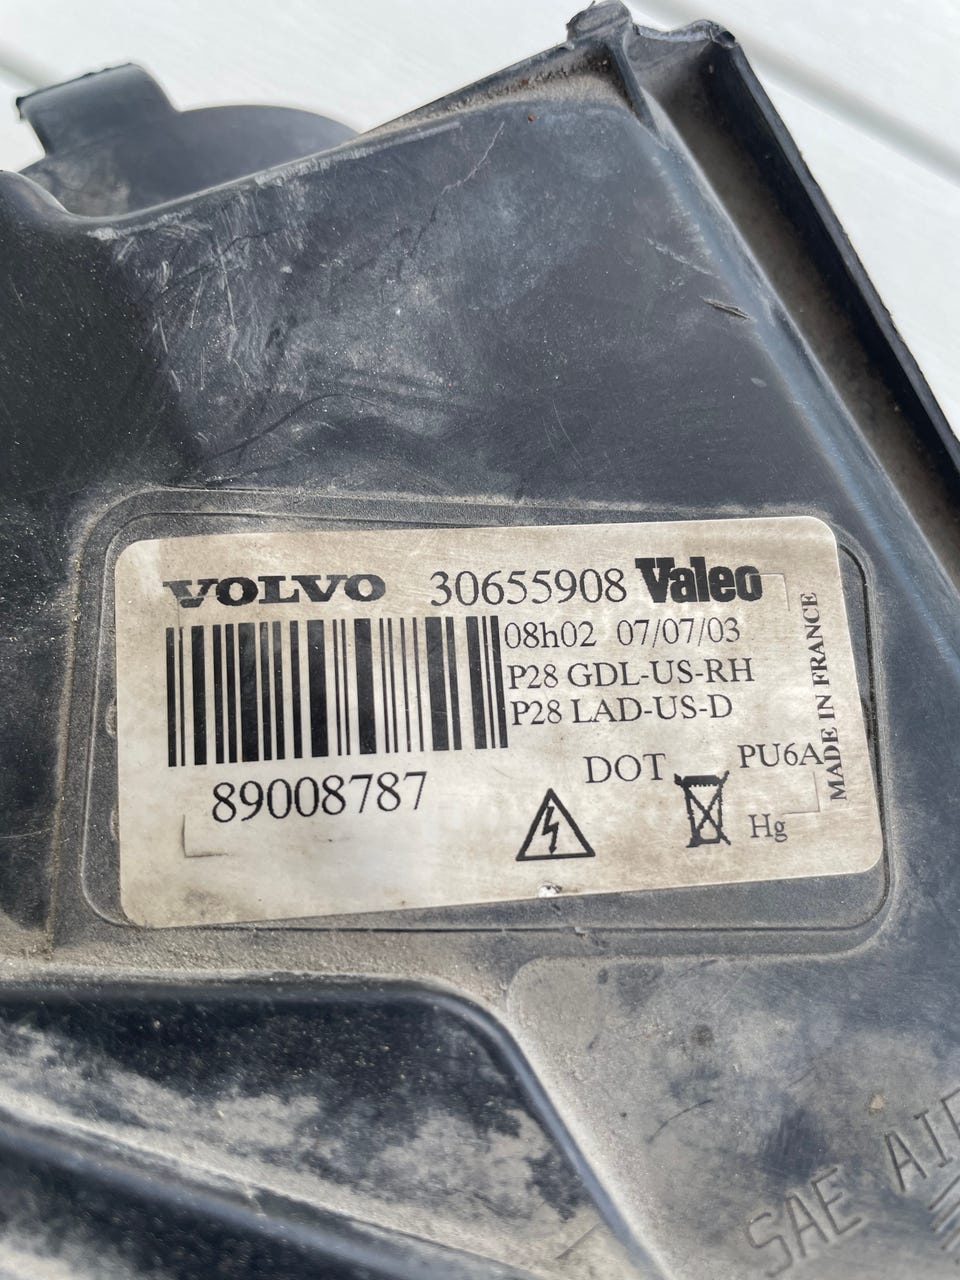 VOLVO 30655908 Valeo
08h02 07/07/03
P28 GDL-US-RH
P28 LAD-US-D
DOT PU6A
89008787
Hg
MADE IN FRANCE
SAE